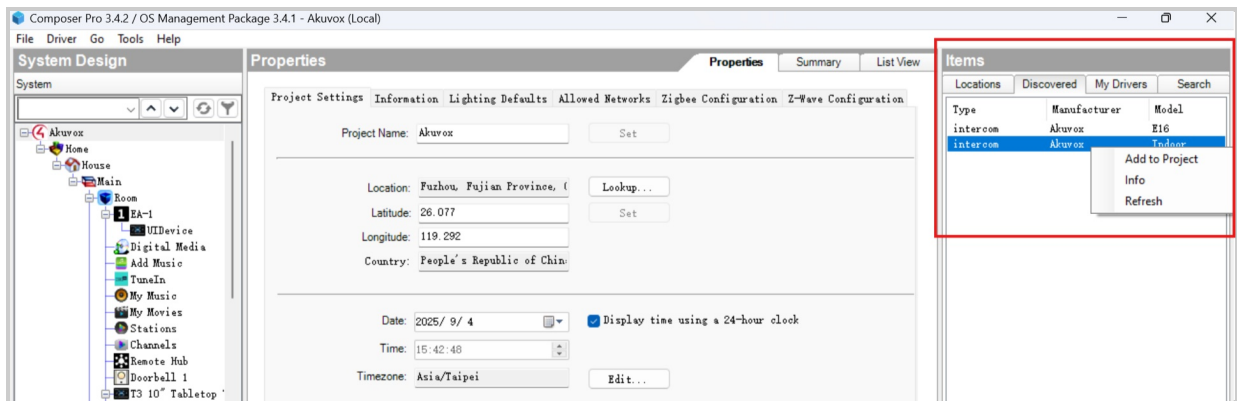 Composer Pro 3.4.2 / OS Management Package 3.4.1 - Akuvox (Local)
File Driver Go Tools Help
System Design
System
Akuvox
Home
House
Main
Room
1 EA-1
UIDevice
Digital Media
Add Music
TuneIn
My Music
My Movies
Stations
Channels
Remote Hub
Doorbell 1
T3 10" Tabletop
Properties
Properties Summary List View
Project Settings Information Lighting Defaults Allowed Networks Zigbee Configuration Z-Wave Configuration
Project Name: Akuvox Set
Location: Fuzhou, Fujian Province, ( Lookup...
Latitude: 26.077 Set
Longitude: 119.292
Country: People's Republic of Chin
Date: 2025/ 9/ 4 Display time using a 24-hour clock
Time: 15:42:48
Timezone: Asia/Taipei Edit...
Items
Locations Discovered My Drivers Search
Type Manufacturer Model
intercom Akuvox E16
intercom Akuvox Indoor
Add to Project
Info
Refresh